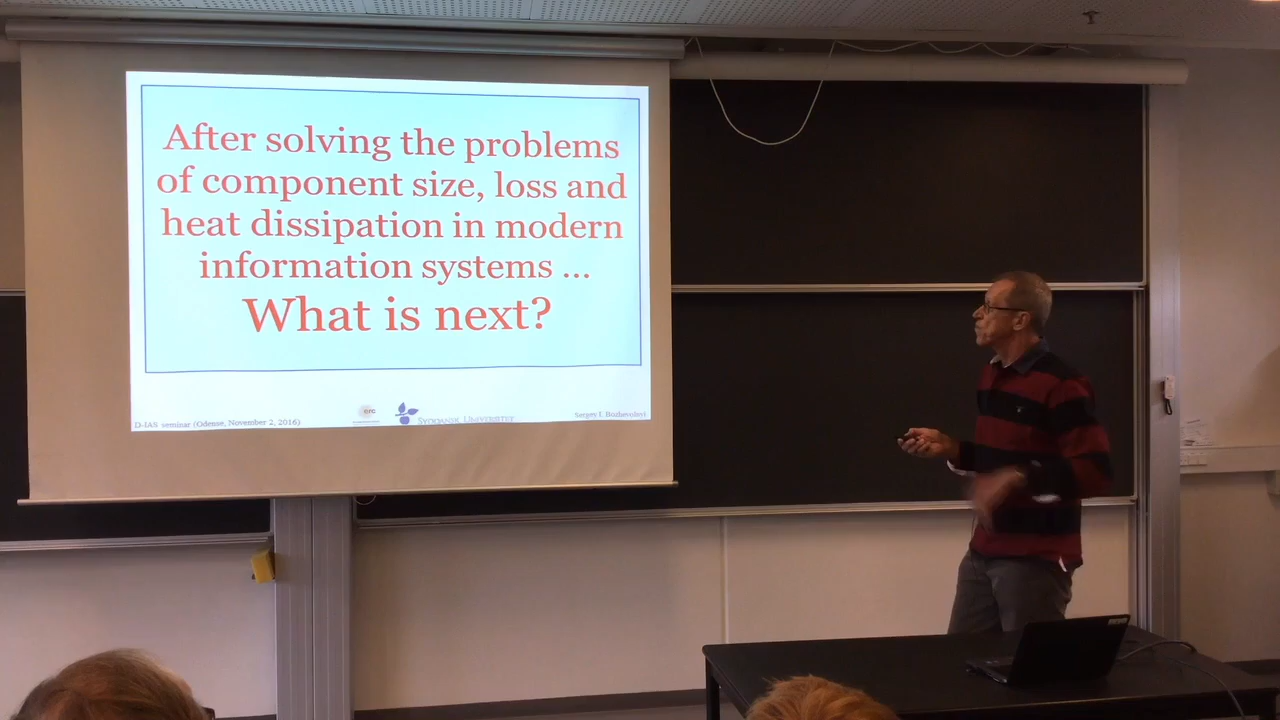 After solving the problems
of component size, loss and
heat dissipation in modern
information systems ...
What is next?
D-IAS seminar (Odense, November 2, 2016)
erc
Syddansk Universitet
Sergey I. Bozhevolnyi